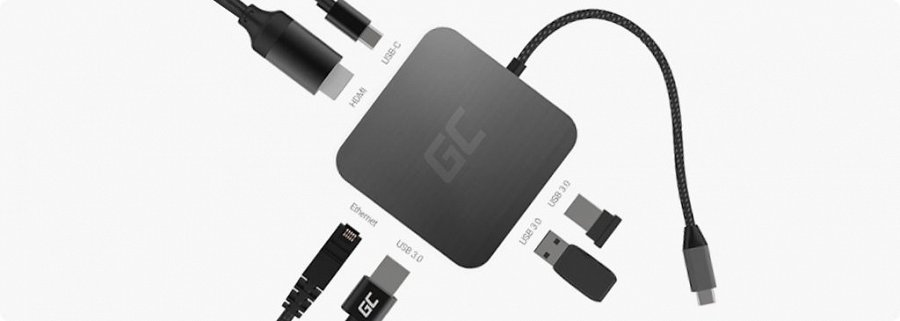 USB-C
HDMI
GC
Ethernet
USB 3.0
USB 3.0
USB 3.0
GC